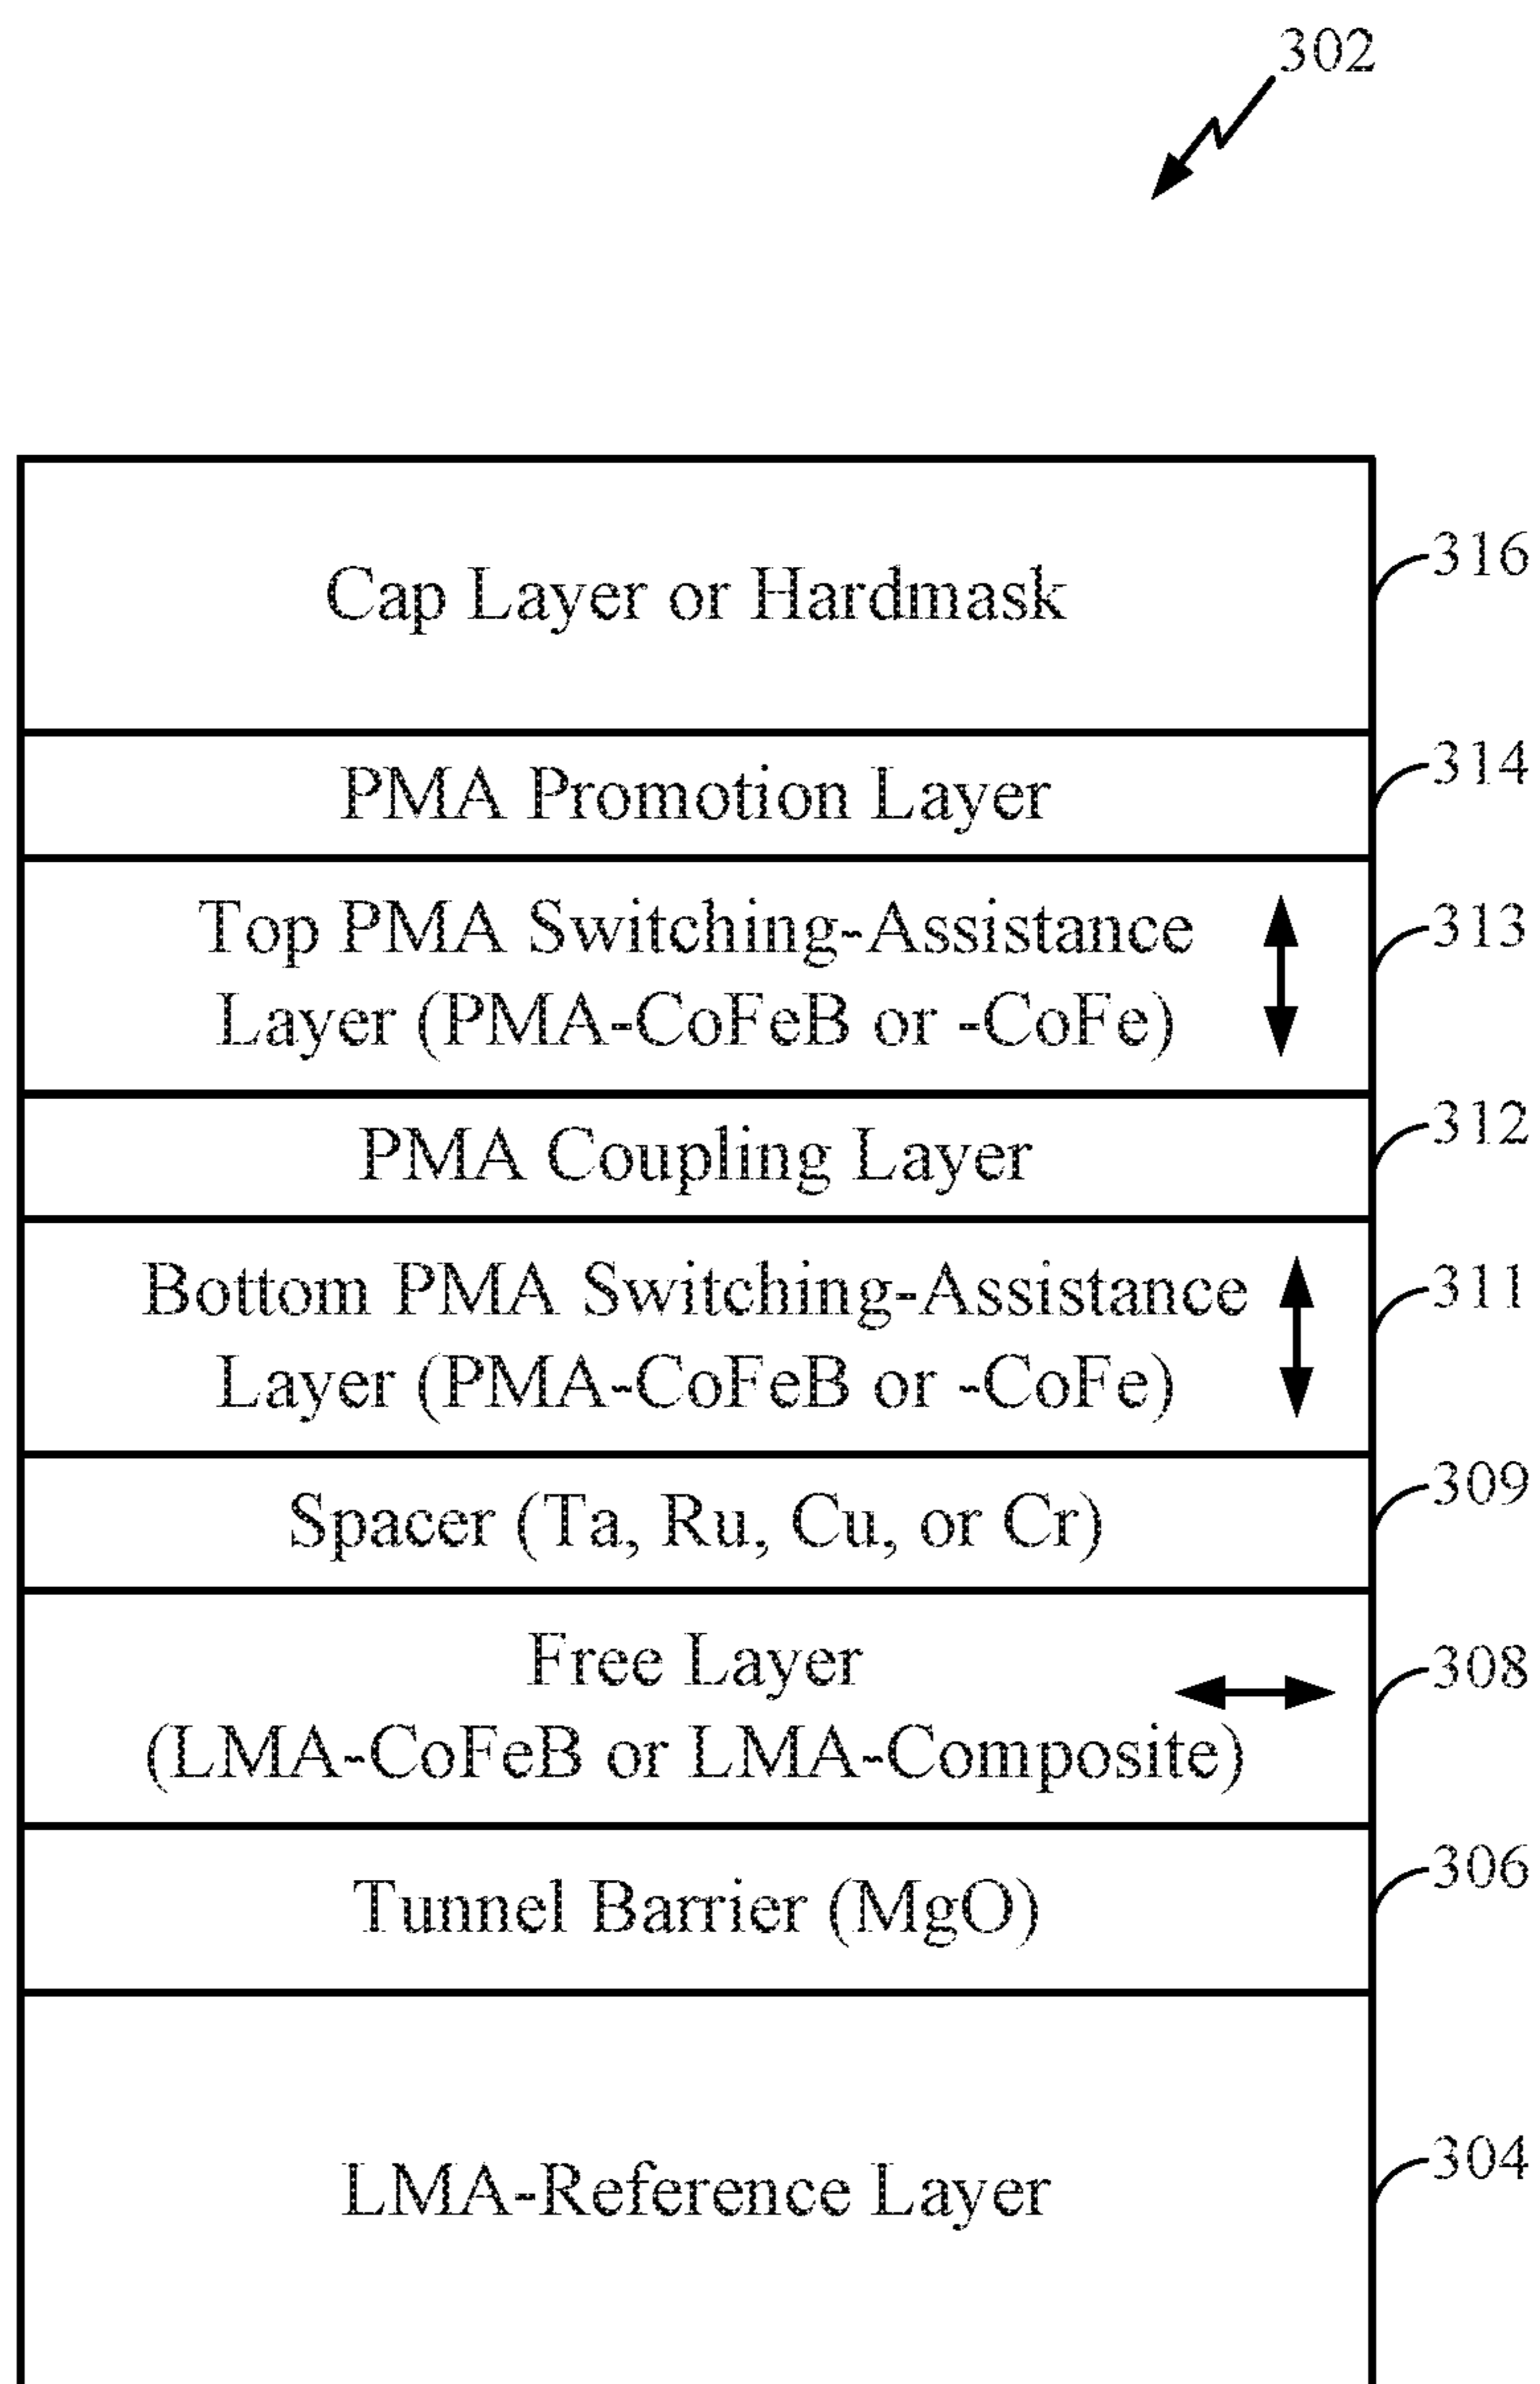 302
Cap Layer or Hardmask
316
PMA Promotion Layer
314
Top PMA Switching-Assistance
Layer (PMA-CoFeB or -CoFe)
313
PMA Coupling Layer
312
Bottom PMA Switching-Assistance
Layer (PMA-CoFeB or -CoFe)
311
Spacer (Ta, Ru, Cu, or Cr)
309
Free Layer
(LMA-CoFeB or LMA-Composite)
308
Tunnel Barrier (MgO)
306
LMA-Reference Layer
304